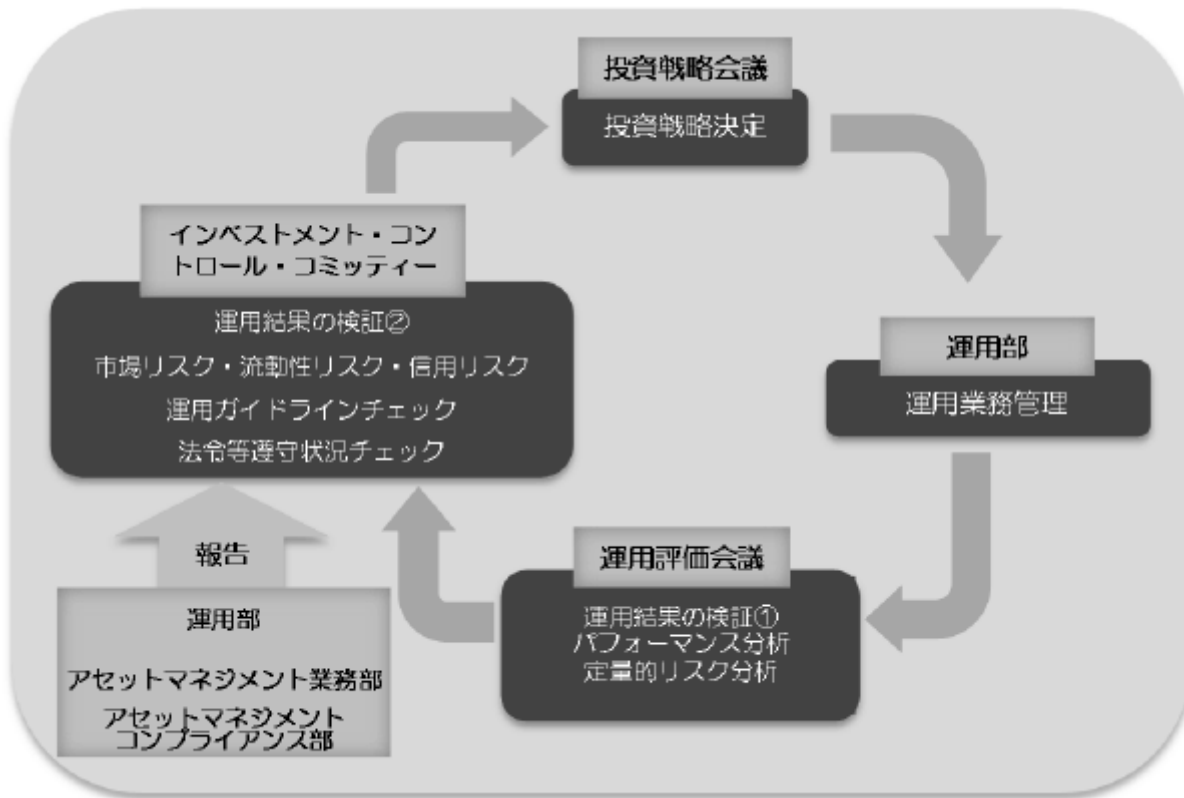 投資戦略会議
投資戦略決定
インベストメント・コン
トロール・コミッティー
運用結果の検証②
市場リスク・流動性リスク・信用リスク
運用ガイドラインチェック
法令等遵守状況チェック
運用部
運用業務管理
運用評価会議
運用結果の検証①
パフォーマンス分析
定量的リスク分析
報告
運用部
アセットマネジメント業務部
アセットマネジメント
コンプライアンス部